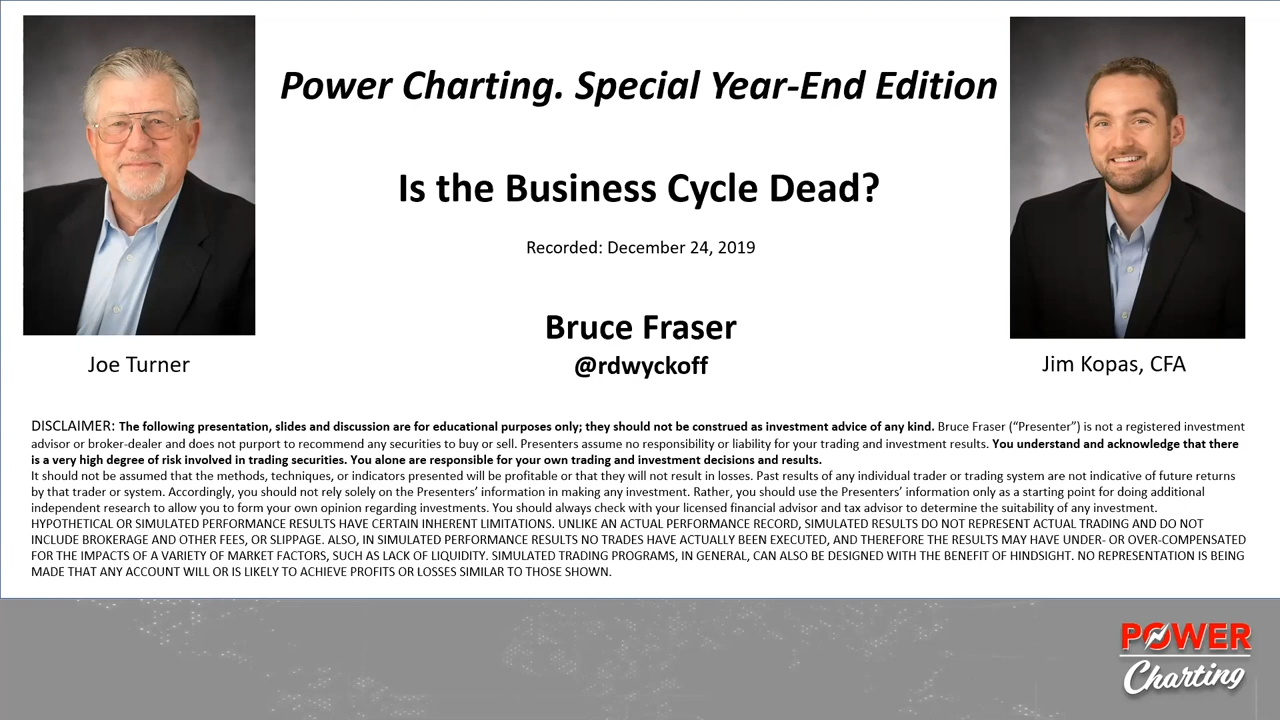 Power Charting. Special Year-End Edition
Is the Business Cycle Dead?
Recorded: December 24, 2019
Bruce Fraser
@rdwyckoff
Joe Turner
Jim Kopas, CFA
DISCLAIMER: The following presentation, slides and discussion are for educational purposes only; they should not be construed as investment advice of any kind. Bruce Fraser (“Presenter”) is not a registered investment
advisor or broker-dealer and does not purport to recommend any securities to buy or sell. Presenters assume no responsibility or liability for your trading and investment results. You understand and acknowledge that there
is a very high degree of risk involved in trading securities. You alone are responsible for your own trading and investment decisions and results.
It should not be assumed that the methods, techniques, or indicators presented will be profitable or that they will not result in losses. Past results of any individual trader or trading system are not indicative of future returns
by that trader or system. Accordingly, you should not rely solely on the Presenters’ information in making any investment. Rather, you should use the Presenters’ information only as a starting point for doing additional
independent research to allow you to form your own opinion regarding investments. You should always check with your licensed financial advisor and tax advisor to determine the suitability of any investment.
HYPOTHETICAL OR SIMULATED PERFORMANCE RESULTS HAVE CERTAIN INHERENT LIMITATIONS. UNLIKE AN ACTUAL PERFORMANCE RECORD, SIMULATED RESULTS DO NOT REPRESENT ACTUAL TRADING AND DO NOT
INCLUDE BROKERAGE AND OTHER FEES, OR SLIPPAGE. ALSO, IN SIMULATED PERFORMANCE RESULTS NO TRADES HAVE ACTUALLY BEEN EXECUTED, AND THEREFORE THE RESULTS MAY HAVE UNDER- OR OVER-COMPENSATED
FOR THE IMPACTS OF A VARIETY OF MARKET FACTORS, SUCH AS LACK OF LIQUIDITY. SIMULATED TRADING PROGRAMS, IN GENERAL, CAN ALSO BE DESIGNED WITH THE BENEFIT OF HINDSIGHT. NO REPRESENTATION IS BEING
MADE THAT ANY ACCOUNT WILL OR IS LIKELY TO ACHIEVE PROFITS OR LOSSES SIMILAR TO THOSE SHOWN.
POWER
Charting